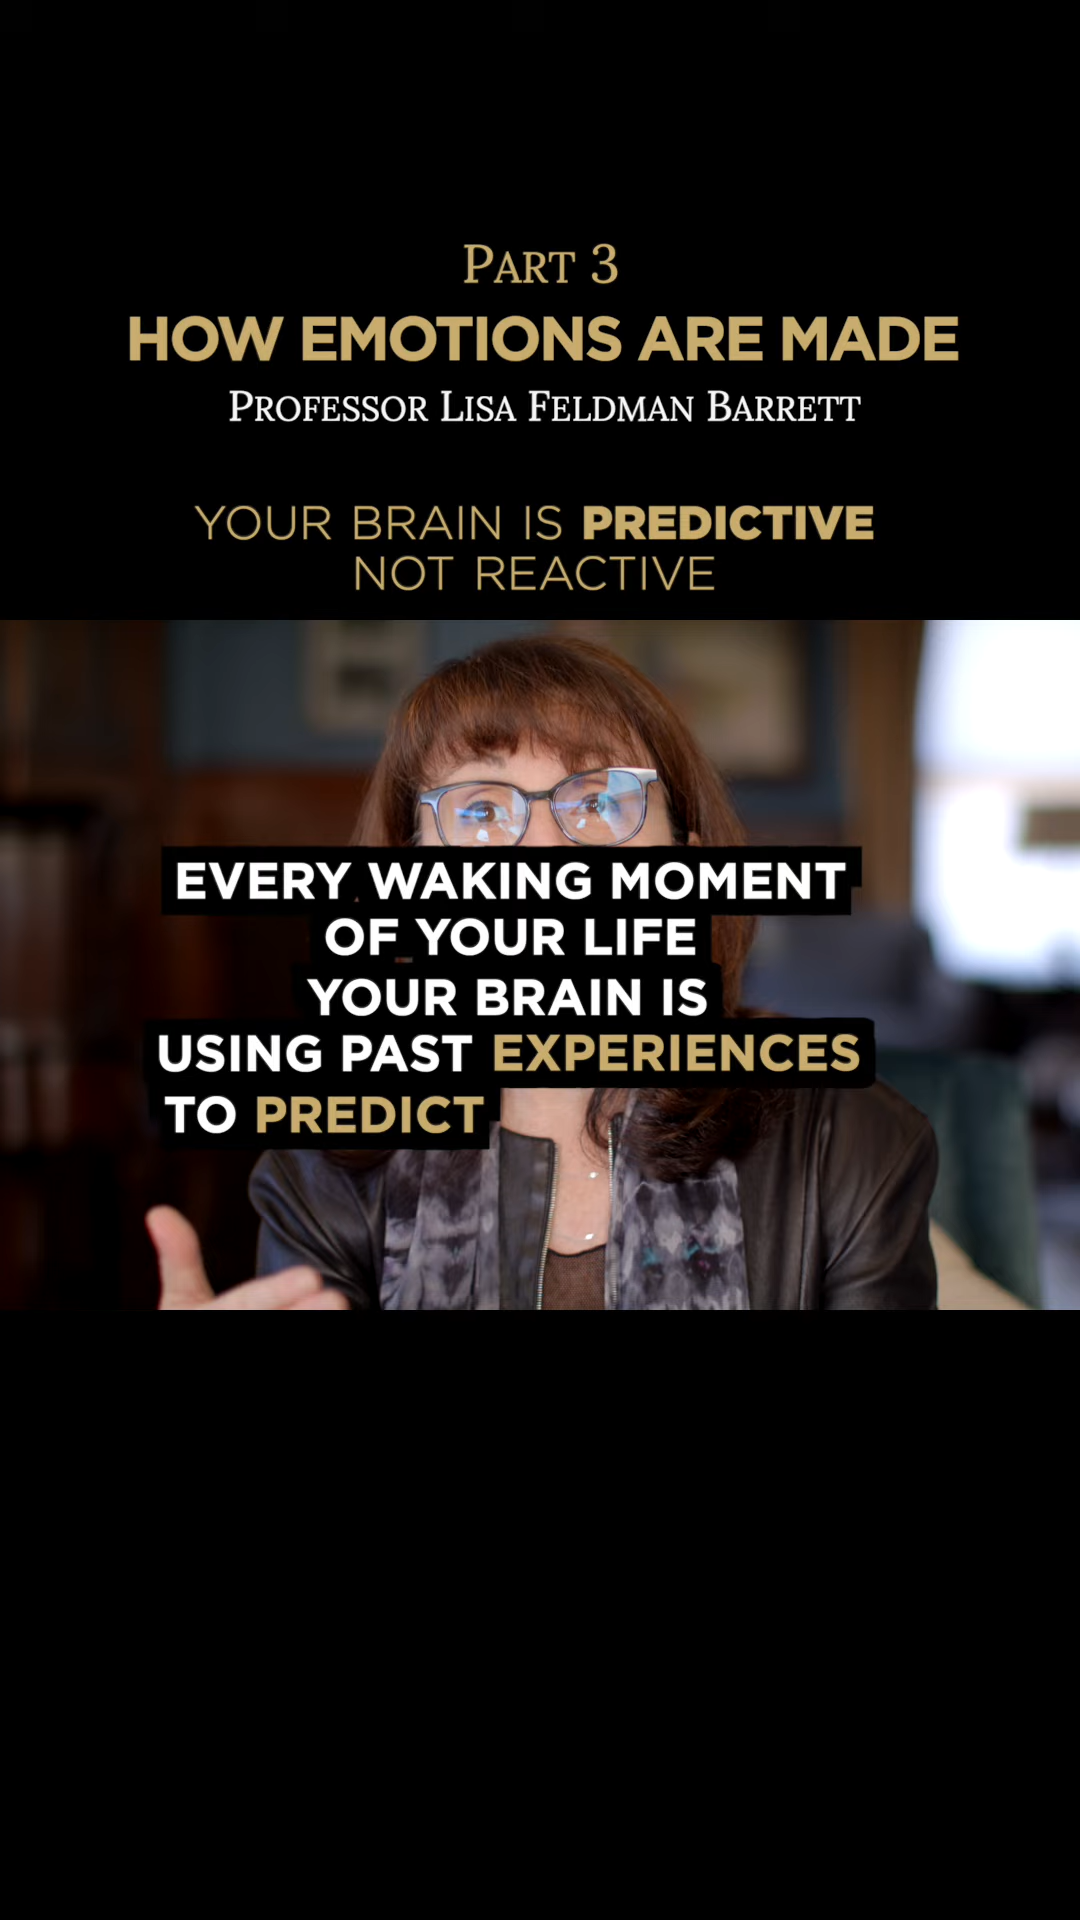 PART 3
HOW EMOTIONS ARE MADE
PROFESSOR LISA FELDMAN BARRETT
YOUR BRAIN IS PREDICTIVE
NOT REACTIVE
EVERY WAKING MOMENT
OF YOUR LIFE
YOUR BRAIN IS
USING PAST EXPERIENCES
TO PREDICT